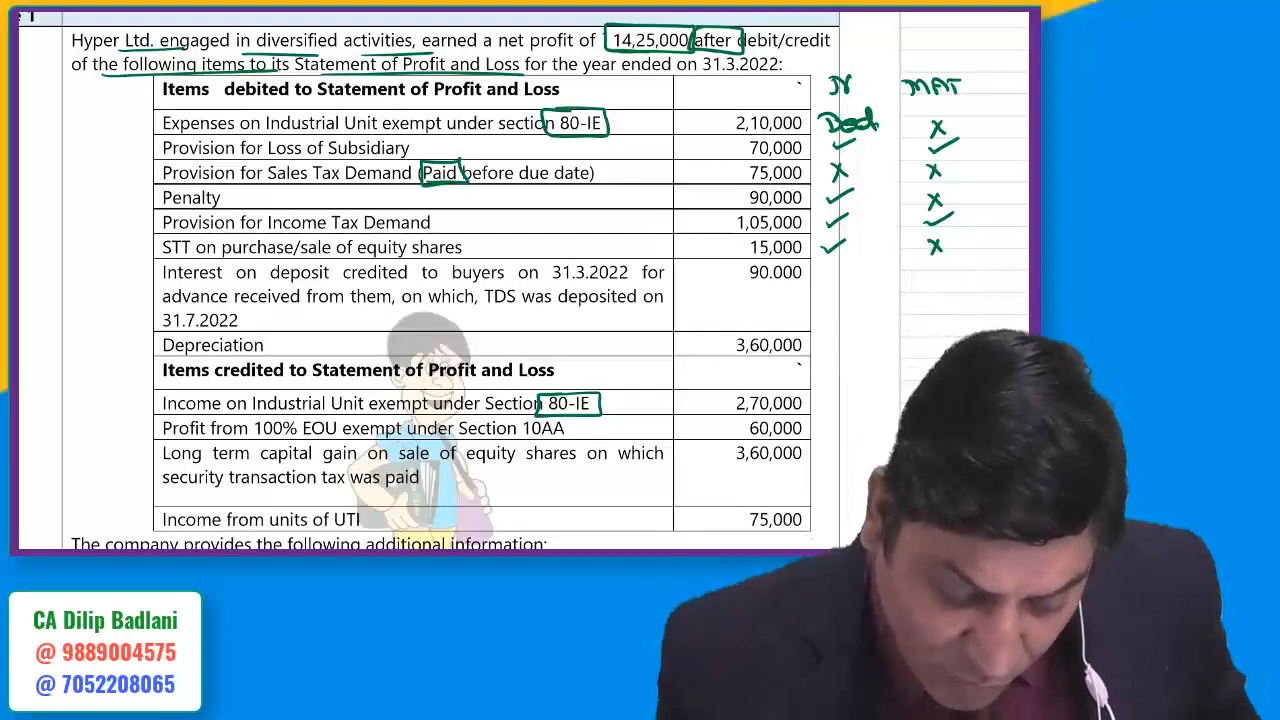 Hyper Ltd. engaged in diversified activities, earned a net profit of ` 14,25,000 after debit/credit
of the following items to its Statement of Profit and Loss for the year ended on 31.3.2022:
N MAT
Items debited to Statement of Profit and Loss `
Expenses on Industrial Unit exempt under section 80-IE 2,10,000 Ded. x
Provision for Loss of Subsidiary 70,000 ✓ ✓
Provision for Sales Tax Demand (Paid before due date) 75,000 x x
Penalty 90,000 ✓ x
Provision for Income Tax Demand 1,05,000 ✓ ✓
STT on purchase/sale of equity shares 15,000 ✓ x
Interest on deposit credited to buyers on 31.3.2022 for 90.000
advance received from them, on which, TDS was deposited on
31.7.2022
Depreciation 3,60,000
Items credited to Statement of Profit and Loss `
Income on Industrial Unit exempt under Section 80-IE 2,70,000
Profit from 100% EOU exempt under Section 10AA 60,000
Long term capital gain on sale of equity shares on which 3,60,000
security transaction tax was paid
Income from units of UTI 75,000
The company provides the following additional information:
CA Dilip Badlani
@ 9889004575
@ 7052208065